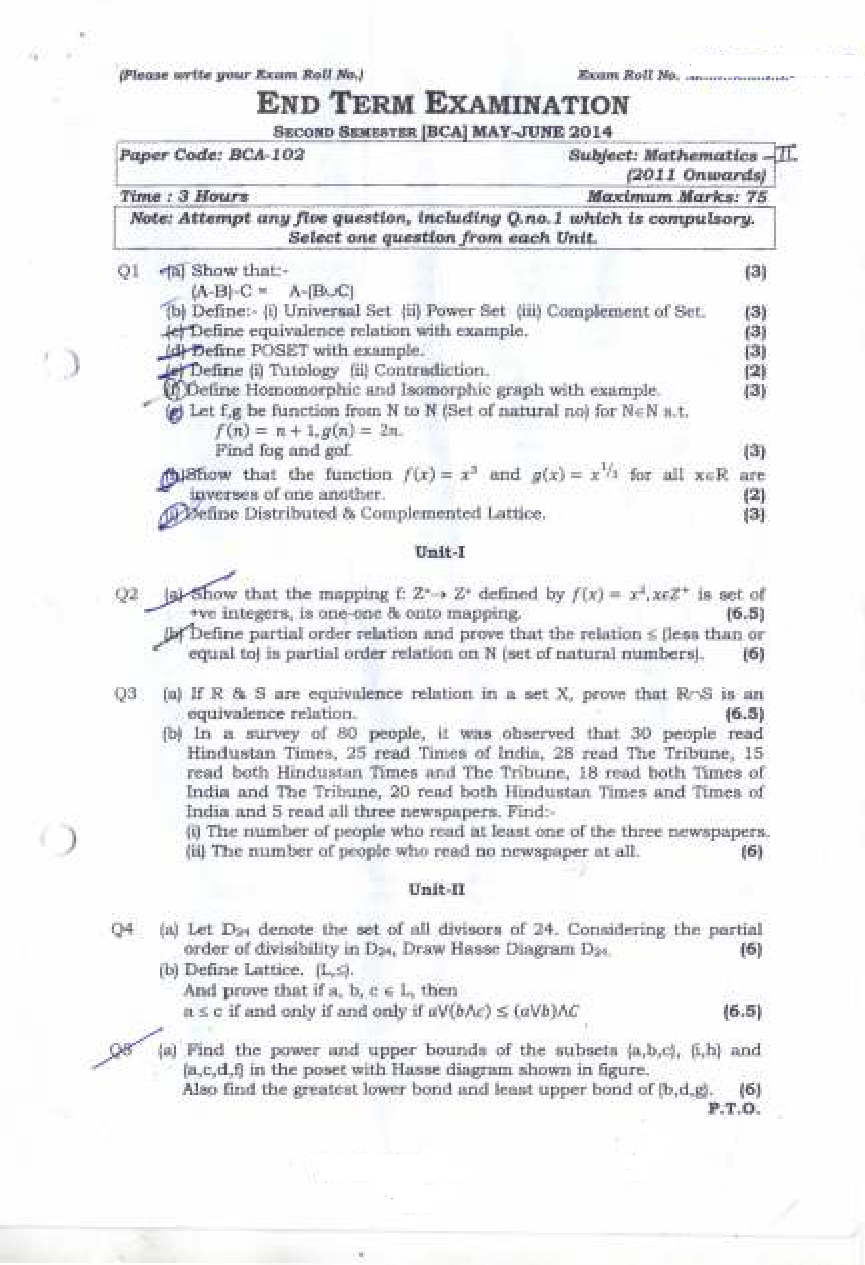 (Please write your Exam Roll No.) Exam Roll No. ........................
END TERM EXAMINATION
SECOND SEMESTER [BCA] MAY-JUNE 2014
Paper Code: BCA-102 Subject: Mathematics -II
(2011 Onwards)
Time : 3 Hours Maximum Marks: 75
Note: Attempt any five question, including Q.no.1 which is compulsory.
Select one question from each Unit.
Q1 (a) Show that:- (3)
(A-B)-C = A-(B∪C)
(b) Define:- (i) Universal Set (ii) Power Set (iii) Complement of Set. (3)
(c) Define equivalence relation with example. (3)
(d) Define POSET with example. (3)
(e) Define (i) Tutology (ii) Contradiction. (2)
(f) Define Homomorphic and Isomorphic graph with example. (3)
(g) Let f,g be function from N to N (Set of natural no) for N∈N s.t.
f(n) = n + 1, g(n) = 2n.
Find fog and gof. (3)
(h) Show that the function f(x) = x³ and g(x) = x^1/3 for all x∈R are
inverses of one another. (2)
(i) Define Distributed & Complemented Lattice. (3)
Unit-I
Q2 (a) Show that the mapping f: Z⁺→ Z⁺ defined by f(x) = x², x∈Z⁺ is set of
+ve integers, is one-one & onto mapping. (6.5)
(b) Define partial order relation and prove that the relation ≤ (less than or
equal to) is partial order relation on N (set of natural numbers). (6)
Q3 (a) If R & S are equivalence relation in a set X, prove that R∩S is an
equivalence relation. (6.5)
(b) In a survey of 80 people, it was observed that 30 people read
Hindustan Times, 25 read Times of India, 28 read The Tribune, 15
read both Hindustan Times and The Tribune, 18 read both Times of
India and The Tribune, 20 read both Hindustan Times and Times of
India and 5 read all three newspapers. Find:-
(i) The number of people who read at least one of the three newspapers.
(ii) The number of people who read no newspaper at all. (6)
Unit-II
Q4 (a) Let D₂₄ denote the set of all divisors of 24. Considering the partial
order of divisibility in D₂₄, Draw Hasse Diagram D₂₄. (6)
(b) Define Lattice. (L,≤).
And prove that if a, b, c ∈ L, then
a ≤ c if and only if and only if aV(bΛc) ≤ (aVb)ΛC (6.5)
Q5 (a) Find the power and upper bounds of the subsets (a,b,c), (i,h) and
(a,c,d,f) in the poset with Hasse diagram shown in figure.
Also find the greatest lower bond and least upper bond of (b,d,g). (6)
P.T.O.